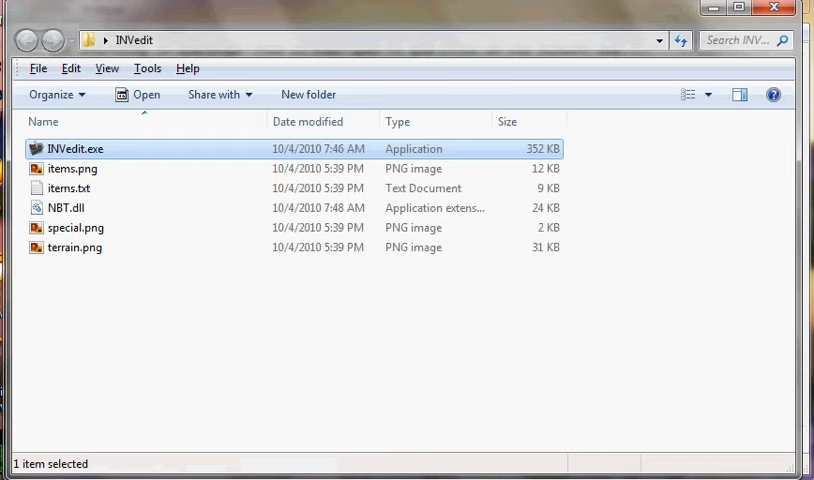 INVedit
Search INV...
File Edit View Tools Help
Organize Open Share with New folder
Name Date modified Type Size
INVedit.exe 10/4/2010 7:46 AM Application 352 KB
items.png 10/4/2010 5:39 PM PNG image 12 KB
items.txt 10/4/2010 5:39 PM Text Document 9 KB
NBT.dll 10/4/2010 7:48 AM Application extens... 24 KB
special.png 10/4/2010 5:39 PM PNG image 2 KB
terrain.png 10/4/2010 5:39 PM PNG image 31 KB
1 item selected